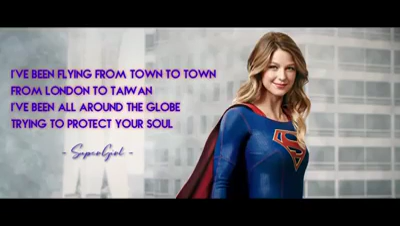 I'VE BEEN FLYING FROM TOWN TO TOWN
FROM LONDON TO TAIWAN
I'VE BEEN ALL AROUND THE GLOBE
TRYING TO PROTECT YOUR SOUL
- SuperGirl -